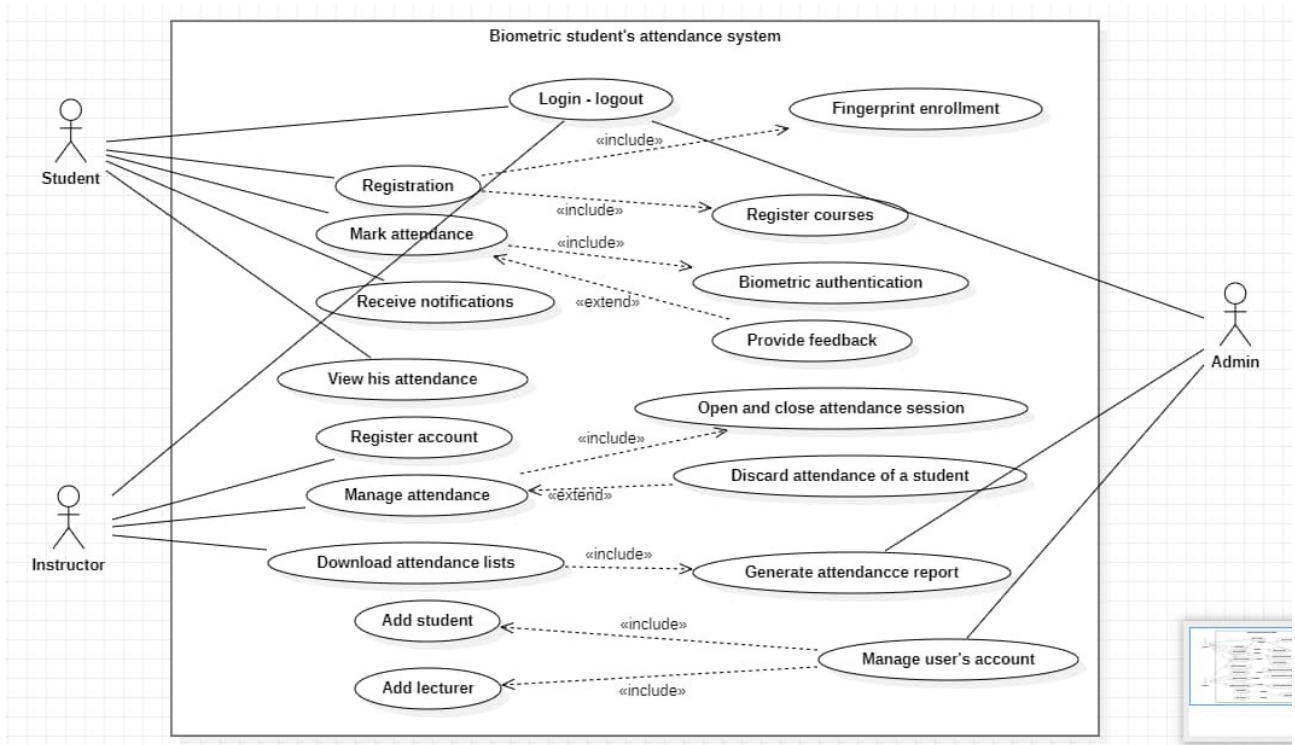 Biometric student's attendance system
Login - logout
Fingerprint enrollment
«include»
Student
Registration
Register courses
«include»
Mark attendance
«include»
Biometric authentication
Receive notifications
«extend»
Provide feedback
Admin
View his attendance
Open and close attendance session
Register account
«include»
Discard attendance of a student
Manage attendance
«extend»
Instructor
Download attendance lists
«include»
Generate attendancce report
Add student
«include»
Manage user's account
Add lecturer
«include»